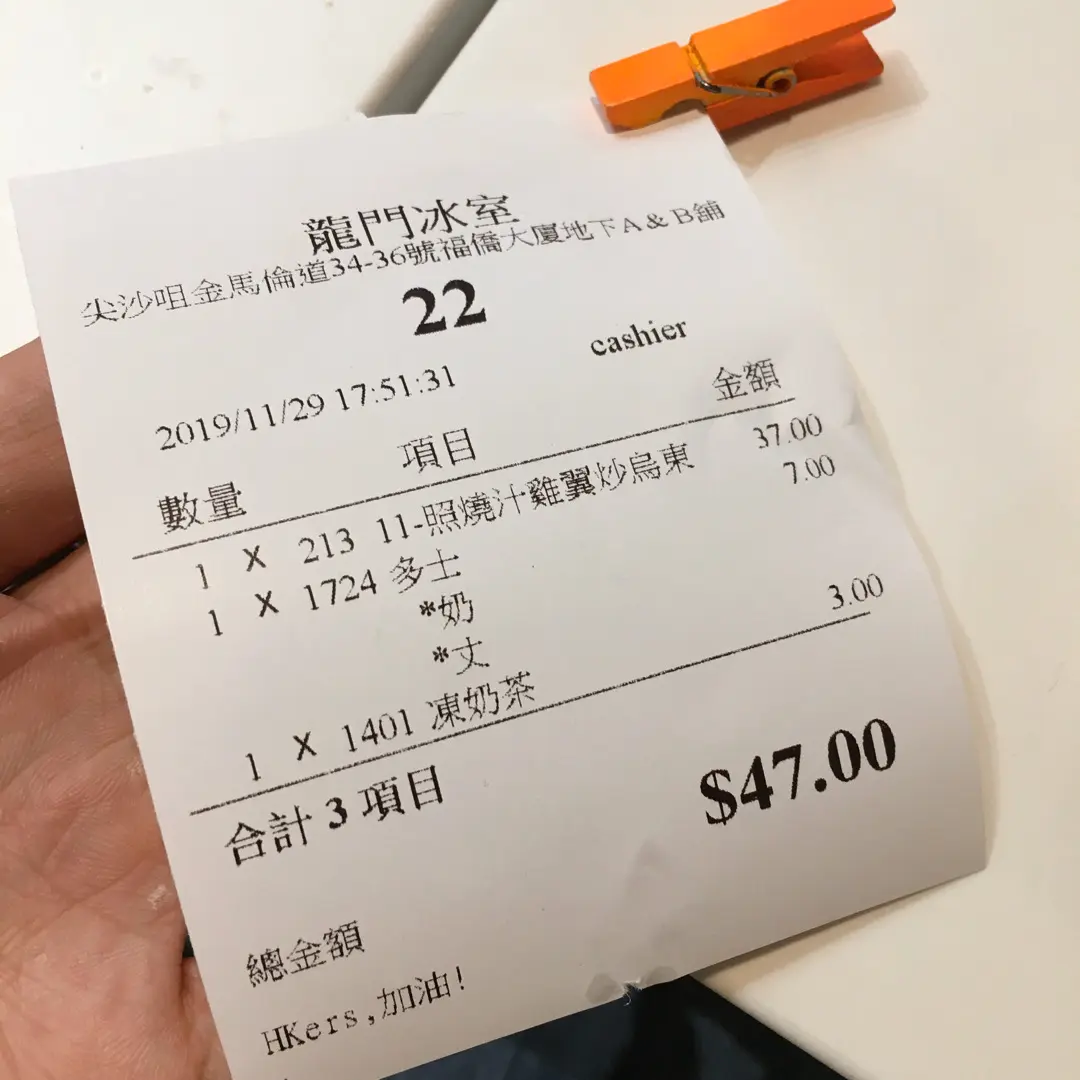 龍門冰室
尖沙咀金馬倫道34-36號福僑大廈地下A & B舖
22
2019/11/29 17:51:31 cashier
數量 項目 金額
1 X 213 11-照燒汁雞翼炒烏東 37.00
1 X 1724 多士 7.00
*奶
*丈
1 X 1401 凍奶茶 3.00
合計 3 項目
總金額 $47.00
HKers,加油!